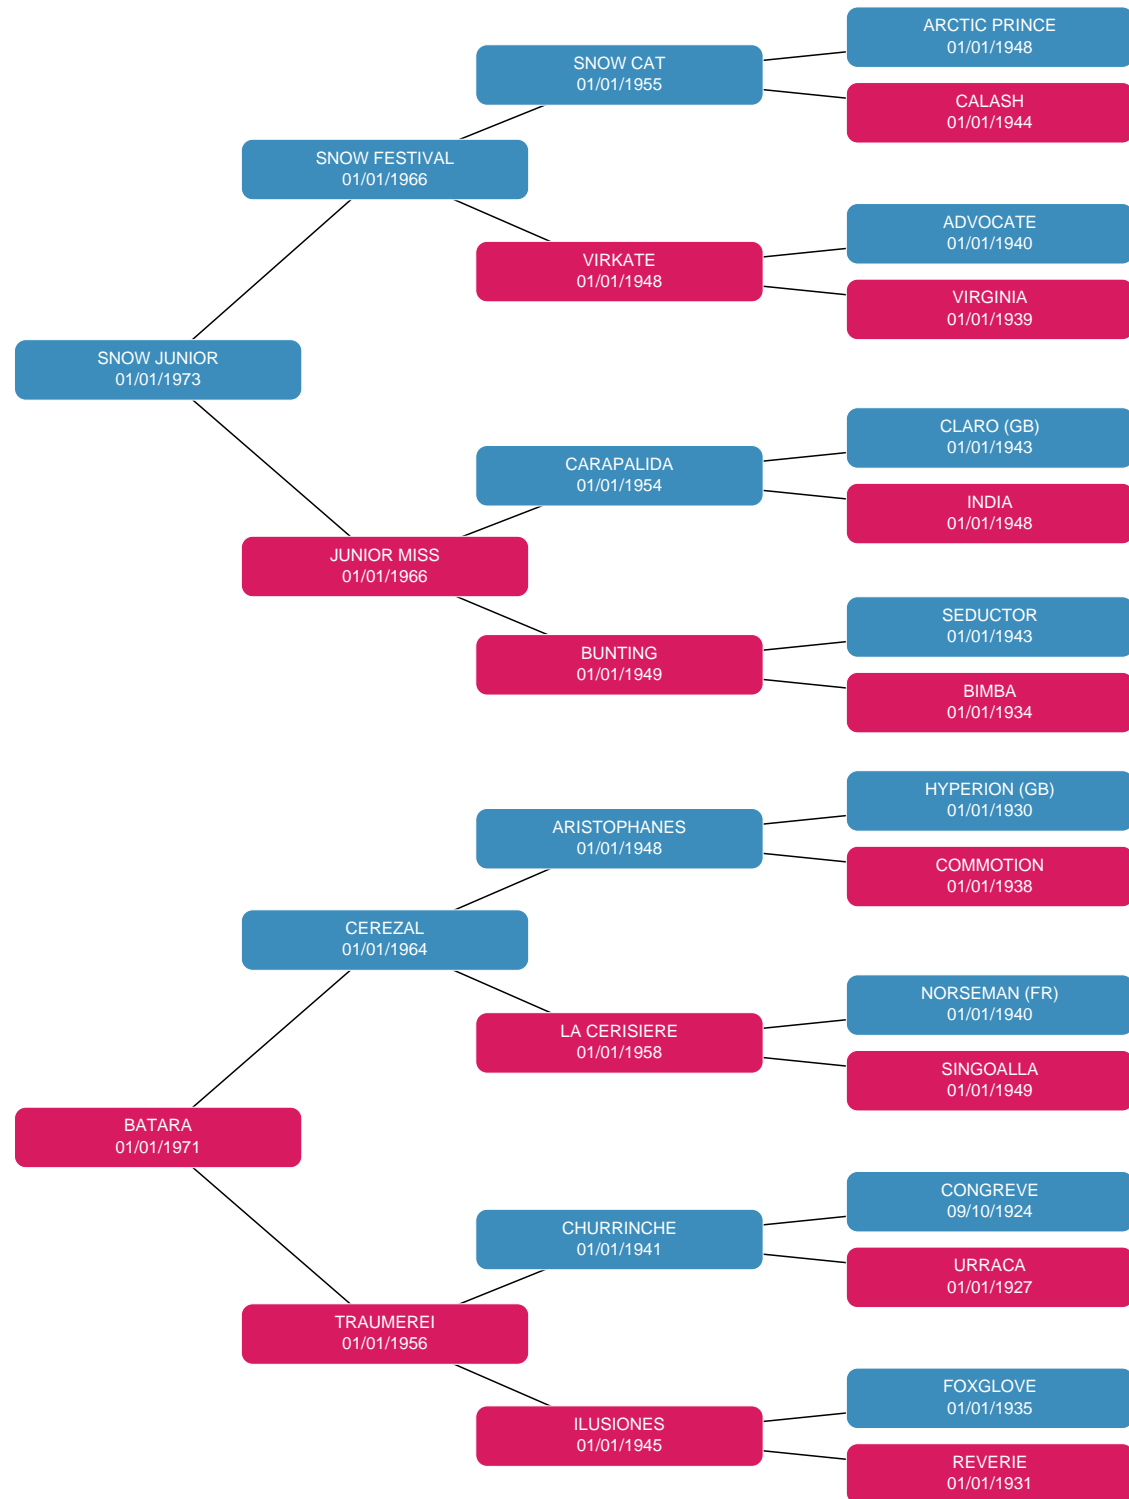 ARCTIC PRINCE
01/01/1948
SNOW CAT
01/01/1955
CALASH
01/01/1944
SNOW FESTIVAL
01/01/1966
ADVOCATE
01/01/1940
VIRKATE
01/01/1948
VIRGINIA
01/01/1939
SNOW JUNIOR
01/01/1973
CLARO (GB)
01/01/1943
CARAPALIDA
01/01/1954
INDIA
01/01/1948
JUNIOR MISS
01/01/1966
SEDUCTOR
01/01/1943
BUNTING
01/01/1949
BIMBA
01/01/1934
HYPERION (GB)
01/01/1930
ARISTOPHANES
01/01/1948
COMMOTION
01/01/1938
CEREZAL
01/01/1964
NORSEMAN (FR)
01/01/1940
LA CERISIERE
01/01/1958
SINGOALLA
01/01/1949
BATARA
01/01/1971
CONGREVE
09/10/1924
CHURRINCHE
01/01/1941
URRACA
01/01/1927
TRAUMEREI
01/01/1956
FOXGLOVE
01/01/1935
ILUSIONES
01/01/1945
REVERIE
01/01/1931